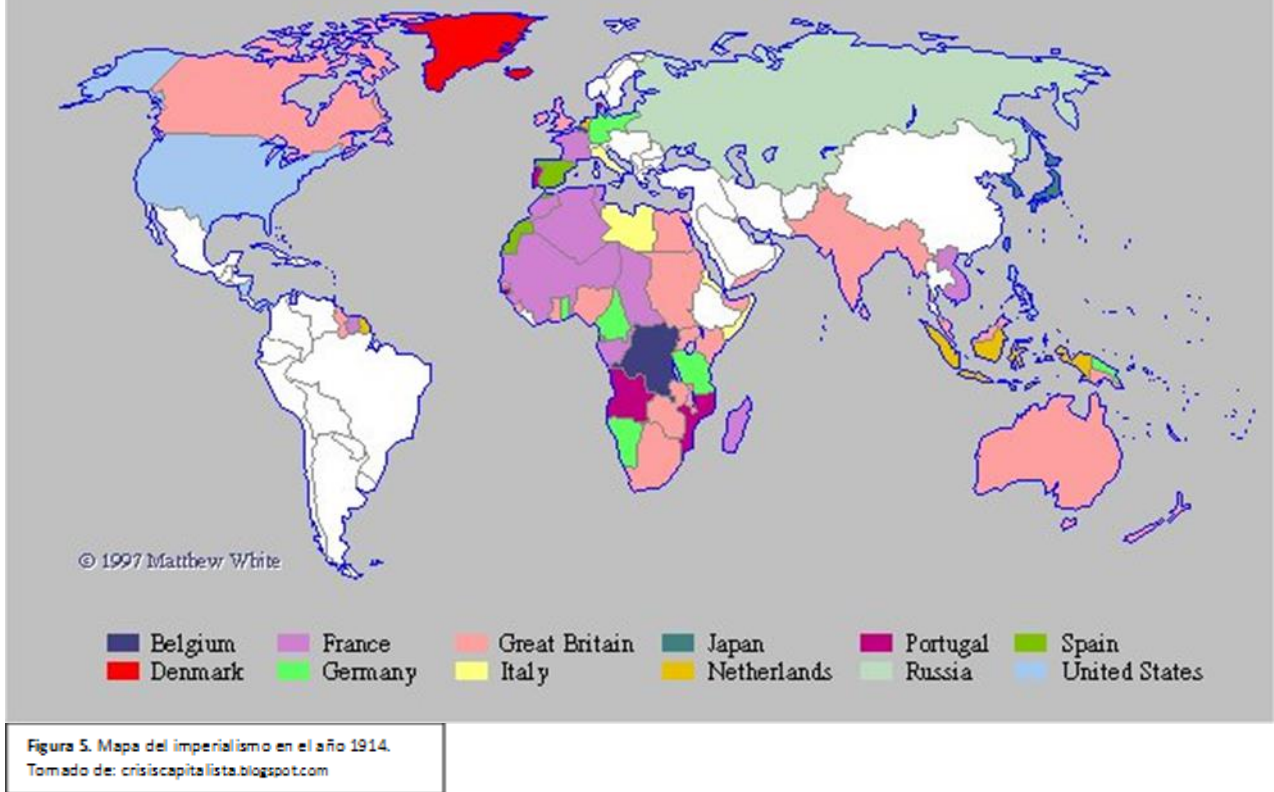 © 1997 Matthew White
Belgium France Great Britain Japan Portugal Spain
Denmark Germany Italy Netherlands Russia United States
Figura 5. Mapa del imperialismo en el año 1914.
Tomado de: crisiscapitalista.blogspot.com